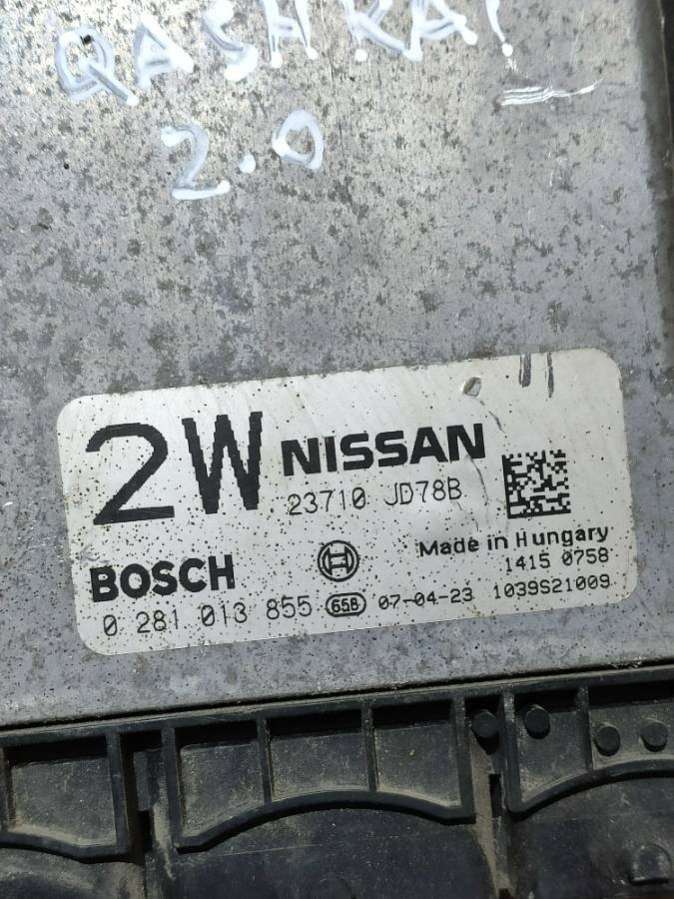 QASHKAI
2.0
2W NISSAN
23710 JD78B
Made in Hungary
BOSCH
1415 0758
0 281 013 855 658 07-04-23 1039S21009